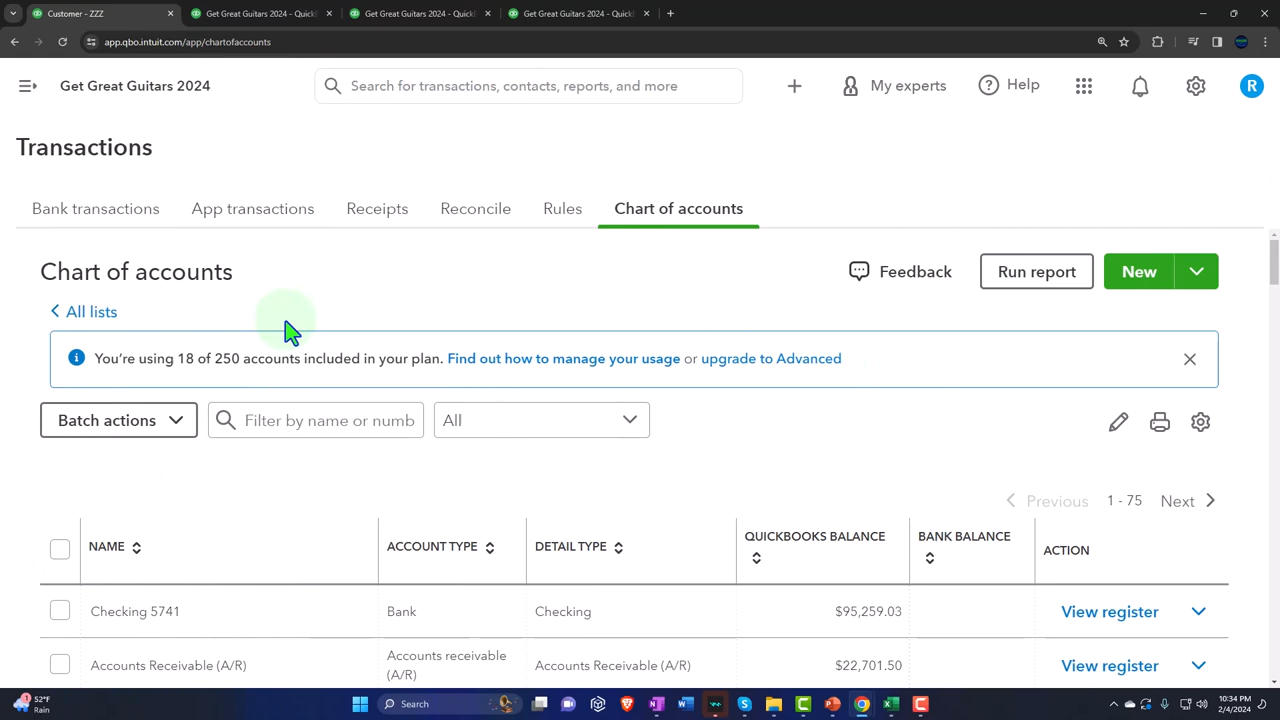 Customer - ZZZ
Get Great Guitars 2024 - Quick
Get Great Guitars 2024 - Quick
Get Great Guitars 2024 - Quick
app.qbo.intuit.com/app/chartofaccounts
Get Great Guitars 2024
Search for transactions, contacts, reports, and more
My experts
Help
R
Transactions
Bank transactions
App transactions
Receipts
Reconcile
Rules
Chart of accounts
Chart of accounts
Feedback
Run report
New
All lists
You're using 18 of 250 accounts included in your plan. Find out how to manage your usage or upgrade to Advanced
Batch actions
Filter by name or numb
All
Previous 1 - 75 Next
NAME
ACCOUNT TYPE
DETAIL TYPE
QUICKBOOKS BALANCE
BANK BALANCE
ACTION
Checking 5741
Bank
Checking
$95,259.03
View register
Accounts Receivable (A/R)
Accounts receivable
(A/R)
Accounts Receivable (A/R)
$22,701.50
View register
52°F
Rain
Search
10:34 PM
2/4/2024